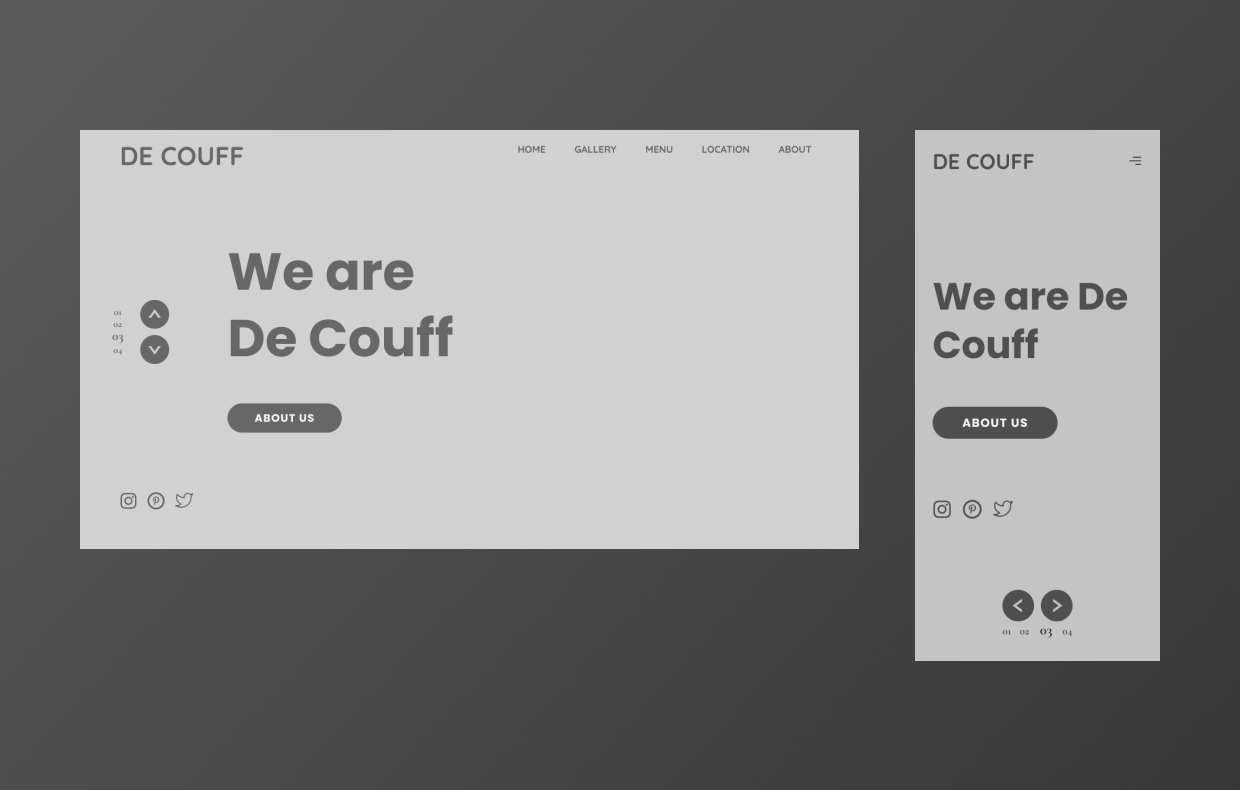 DE COUFF
HOME GALLERY MENU LOCATION ABOUT
We are
De Couff
01
02
03
04
ABOUT US
DE COUFF
We are De
Couff
ABOUT US
01 02 03 04